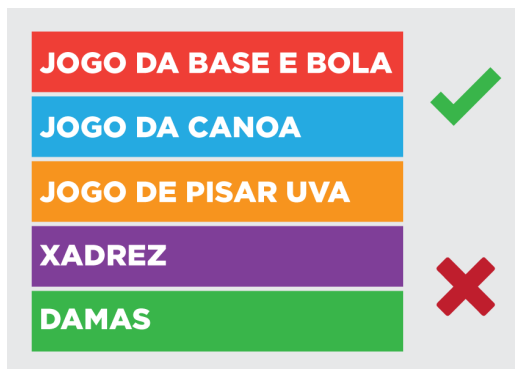 JOGO DA BASE E BOLA
JOGO DA CANOA
JOGO DE PISAR UVA
XADREZ
DAMAS